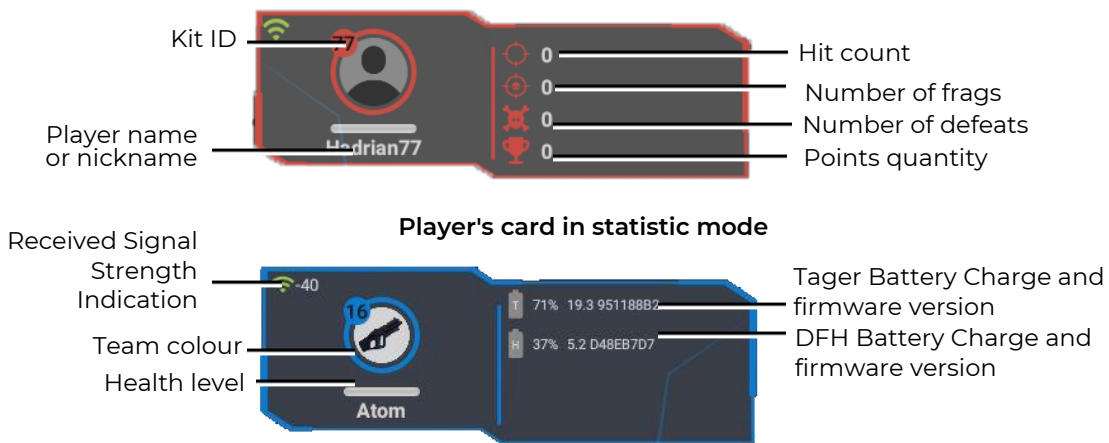 Kit ID
77
0
Hit count
0
Number of frags
Player name
or nickname
0
Number of defeats
Hadrian77
0
Points quantity
Player's card in statistic mode
Received Signal
Strength
Indication
-40
T 71% 19.3 951188B2
Tager Battery Charge and
firmware version
16
Team colour
H 37% 5.2 D48EB7D7
DFH Battery Charge and
firmware version
Health level
Atom